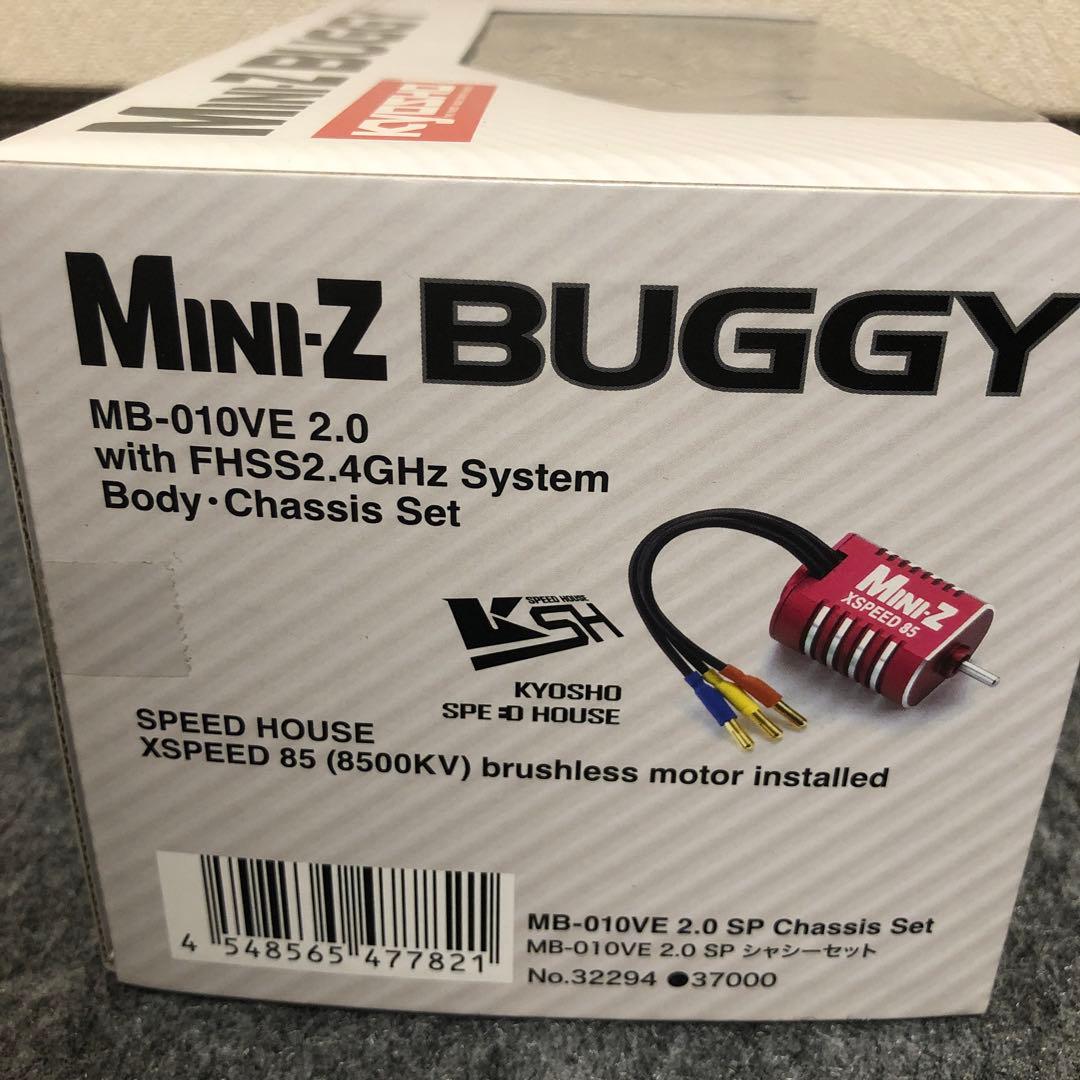 MINI-Z BUGGY
KYOSHO
MINI-Z BUGGY
MB-010VE 2.0
with FHSS2.4GHz System
Body・Chassis Set
MINI-Z
XSPEED 85
SPEED HOUSE
KSH
KYOSHO
SPEED HOUSE
SPEED HOUSE
XSPEED 85 (8500KV) brushless motor installed
4 548565 477821
MB-010VE 2.0 SP Chassis Set
MB-010VE 2.0 SP シャシーセット
No.32294 ●37000